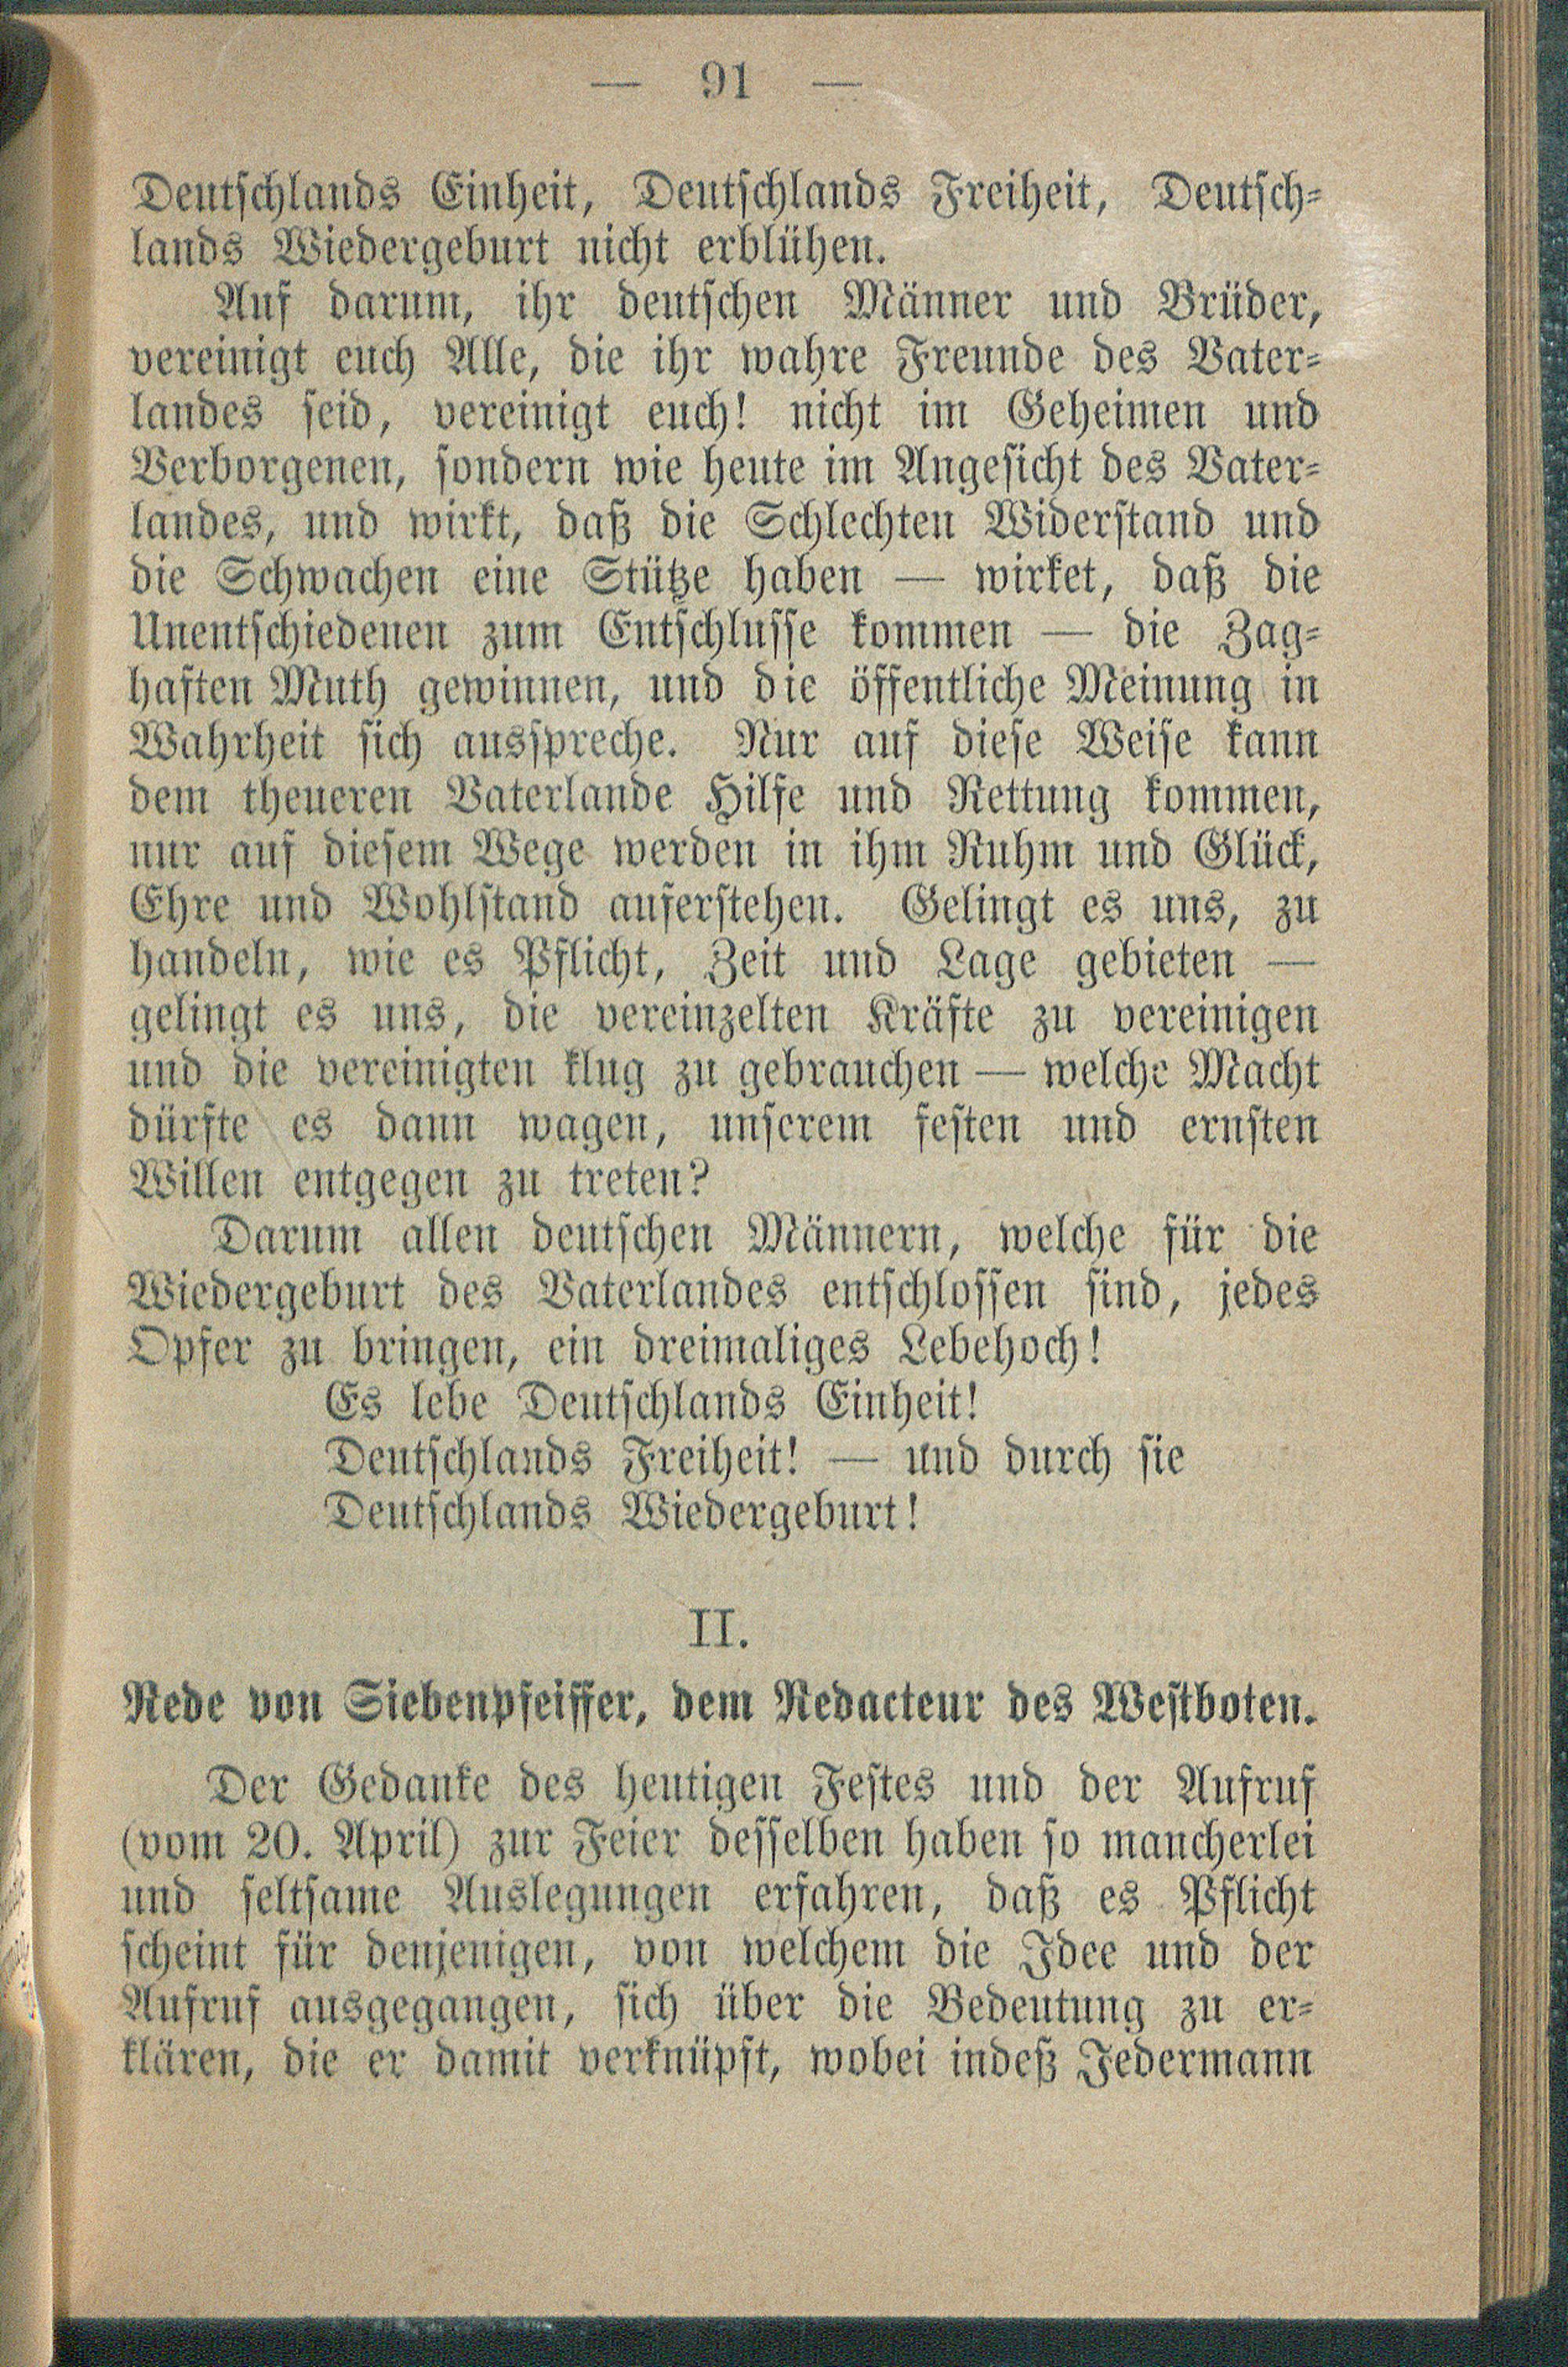 — 91 —
Deutschlands Einheit, Deutschlands Freiheit, Deutsch-
lands Wiedergeburt nicht erblühen.
Auf darum, ihr deutschen Männer und Brüder,
vereinigt euch Alle, die ihr wahre Freunde des Vater-
landes seid, vereinigt euch! nicht im Geheimen und
Verborgenen, sondern wie heute im Angesicht des Vater-
landes, und wirkt, daß die Schlechten Widerstand und
die Schwachen eine Stütze haben — wirket, daß die
Unentschiedenen zum Entschlusse kommen — die Zag-
haften Muth gewinnen, und die öffentliche Meinung in
Wahrheit sich ausspreche. Nur auf diese Weise kann
dem theueren Vaterlande Hilfe und Rettung kommen,
nur auf diesem Wege werden in ihm Ruhm und Glück,
Ehre und Wohlstand auferstehen. Gelingt es uns, zu
handeln, wie es Pflicht, Zeit und Lage gebieten —
gelingt es uns, die vereinzelten Kräfte zu vereinigen
und die vereinigten klug zu gebrauchen — welche Macht
dürfte es dann wagen, unserem festen und ernsten
Willen entgegen zu treten?
Darum allen deutschen Männern, welche für die
Wiedergeburt des Vaterlandes entschlossen sind, jedes
Opfer zu bringen, ein dreimaliges Lebehoch!
Es lebe Deutschlands Einheit!
Deutschlands Freiheit! — und durch sie
Deutschlands Wiedergeburt!
II.
Rede von Siebenpfeiffer, dem Redacteur des Westboten.
Der Gedanke des heutigen Festes und der Aufruf
(vom 20. April) zur Feier desselben haben so mancherlei
und seltsame Auslegungen erfahren, daß es Pflicht
scheint für denjenigen, von welchem die Idee und der
Aufruf ausgegangen, sich über die Bedeutung zu er-
klären, die er damit verknüpft, wobei indeß Jedermann